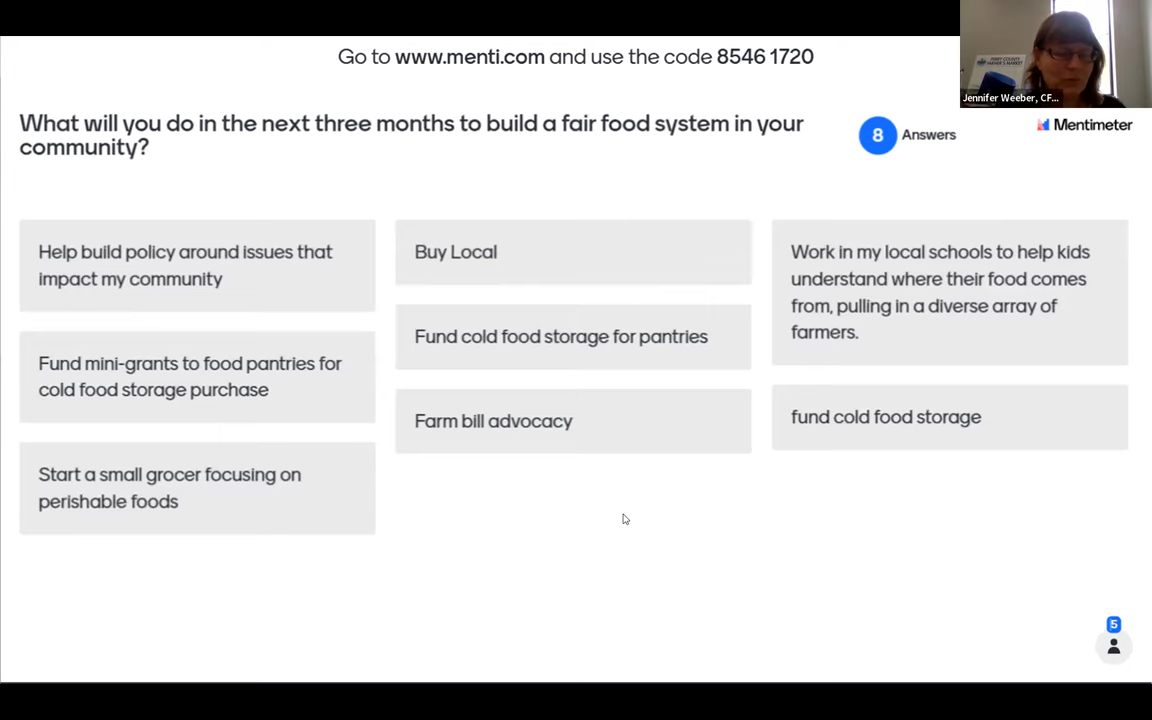 Go to www.menti.com and use the code 8546 1720
Jennifer Weeber, CF...
What will you do in the next three months to build a fair food system in your
community?
8 Answers
Mentimeter
Help build policy around issues that
impact my community
Fund mini-grants to food pantries for
cold food storage purchase
Start a small grocer focusing on
perishable foods
Buy Local
Fund cold food storage for pantries
Farm bill advocacy
Work in my local schools to help kids
understand where their food comes
from, pulling in a diverse array of
farmers.
fund cold food storage
5